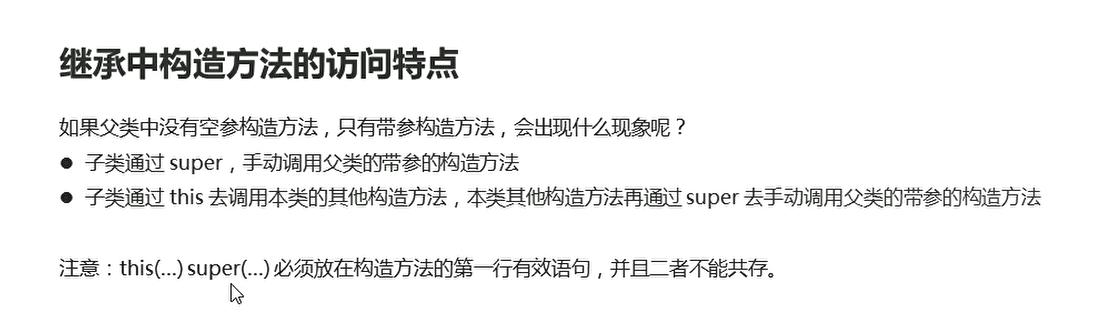 继承中构造方法的访问特点
如果父类中没有空参构造方法，只有带参构造方法，会出现什么现象呢？
● 子类通过 super，手动调用父类的带参的构造方法
● 子类通过 this 去调用本类的其他构造方法，本类其他构造方法再通过 super 去手动调用父类的带参的构造方法
注意：this(…) super(…) 必须放在构造方法的第一行有效语句，并且二者不能共存。